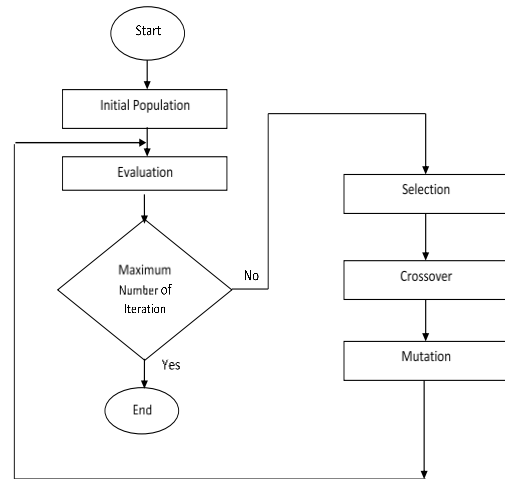 Start
Initial Population
Evaluation
Maximum
Number of
Iteration
No
Yes
End
Selection
Crossover
Mutation